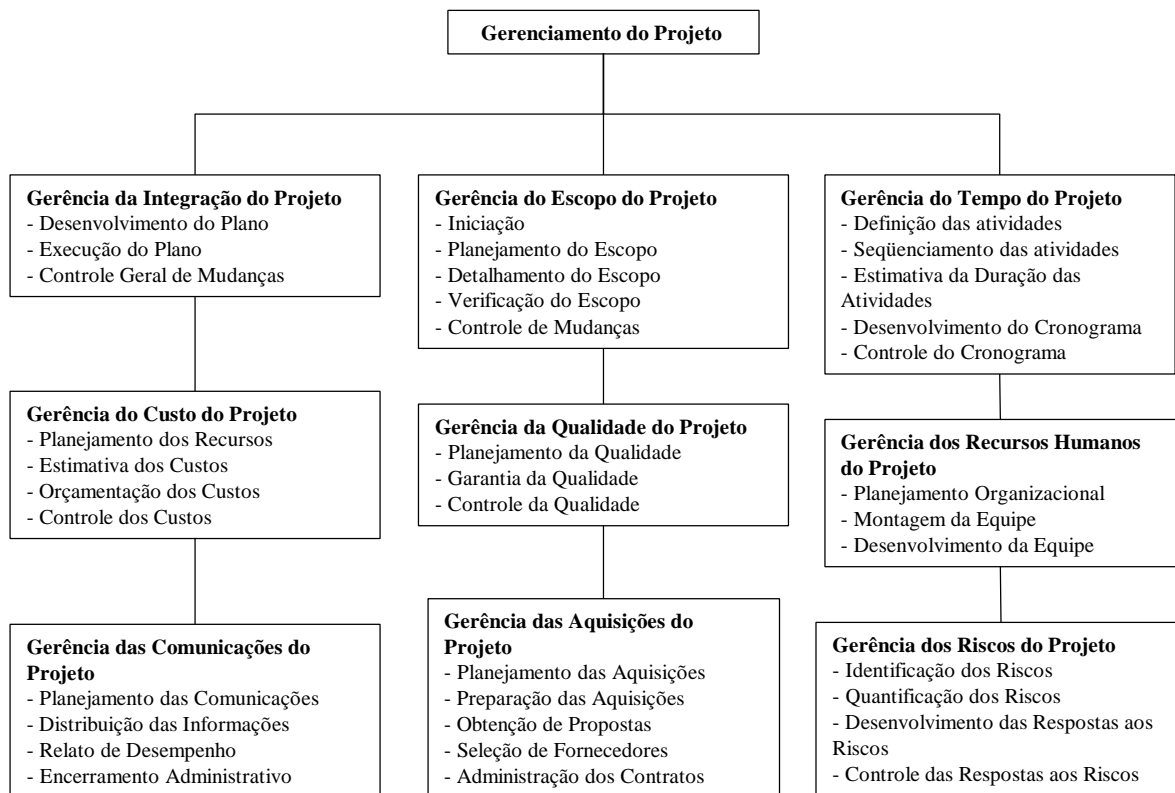 Gerenciamento do Projeto
Gerência da Integração do Projeto
- Desenvolvimento do Plano
- Execução do Plano
- Controle Geral de Mudanças
Gerência do Escopo do Projeto
- Iniciação
- Planejamento do Escopo
- Detalhamento do Escopo
- Verificação do Escopo
- Controle de Mudanças
Gerência do Tempo do Projeto
- Definição das atividades
- Seqüenciamento das atividades
- Estimativa da Duração das
Atividades
- Desenvolvimento do Cronograma
- Controle do Cronograma
Gerência do Custo do Projeto
- Planejamento dos Recursos
- Estimativa dos Custos
- Orçamentação dos Custos
- Controle dos Custos
Gerência da Qualidade do Projeto
- Planejamento da Qualidade
- Garantia da Qualidade
- Controle da Qualidade
Gerência dos Recursos Humanos
do Projeto
- Planejamento Organizacional
- Montagem da Equipe
- Desenvolvimento da Equipe
Gerência das Comunicações do
Projeto
- Planejamento das Comunicações
- Distribuição das Informações
- Relato de Desempenho
- Encerramento Administrativo
Gerência das Aquisições do
Projeto
- Planejamento das Aquisições
- Preparação das Aquisições
- Obtenção de Propostas
- Seleção de Fornecedores
- Administração dos Contratos
Gerência dos Riscos do Projeto
- Identificação dos Riscos
- Quantificação dos Riscos
- Desenvolvimento das Respostas aos
Riscos
- Controle das Respostas aos Riscos